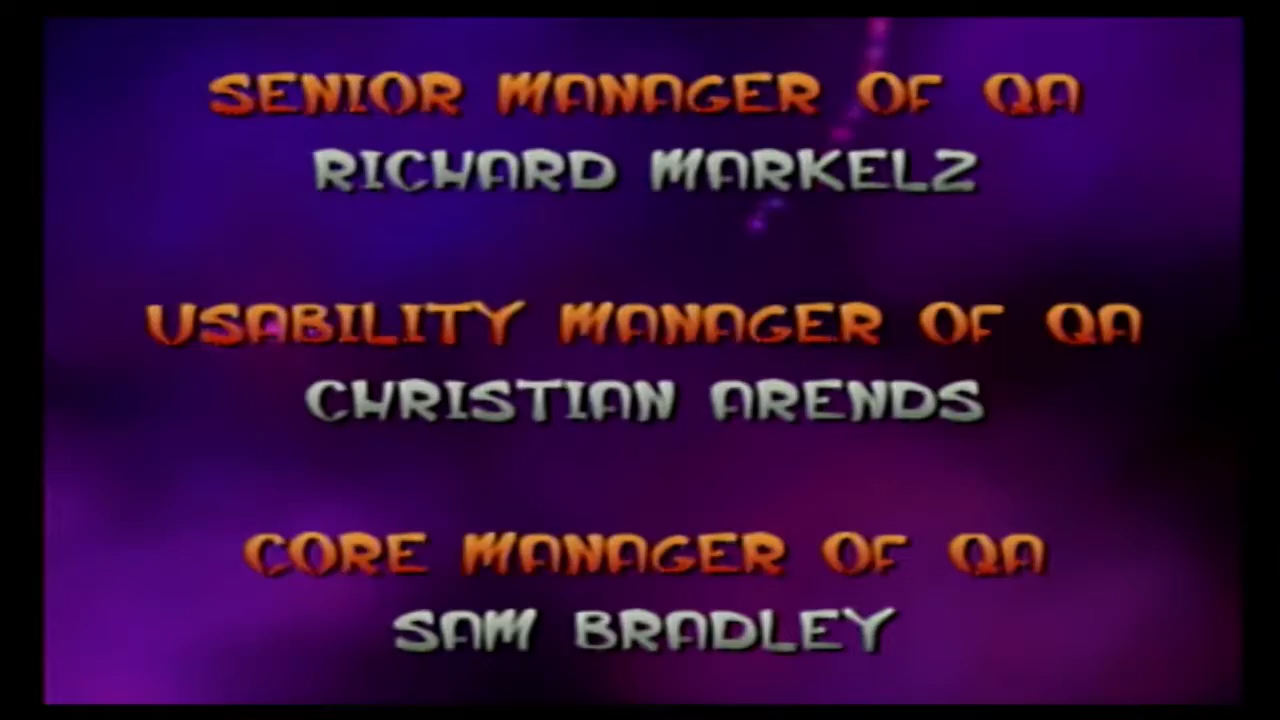 SENIOR MANAGER OF QA
RICHARD MARKELZ
USABILITY MANAGER OF QA
CHRISTIAN ARENDS
CORE MANAGER OF QA
SAM BRADLEY